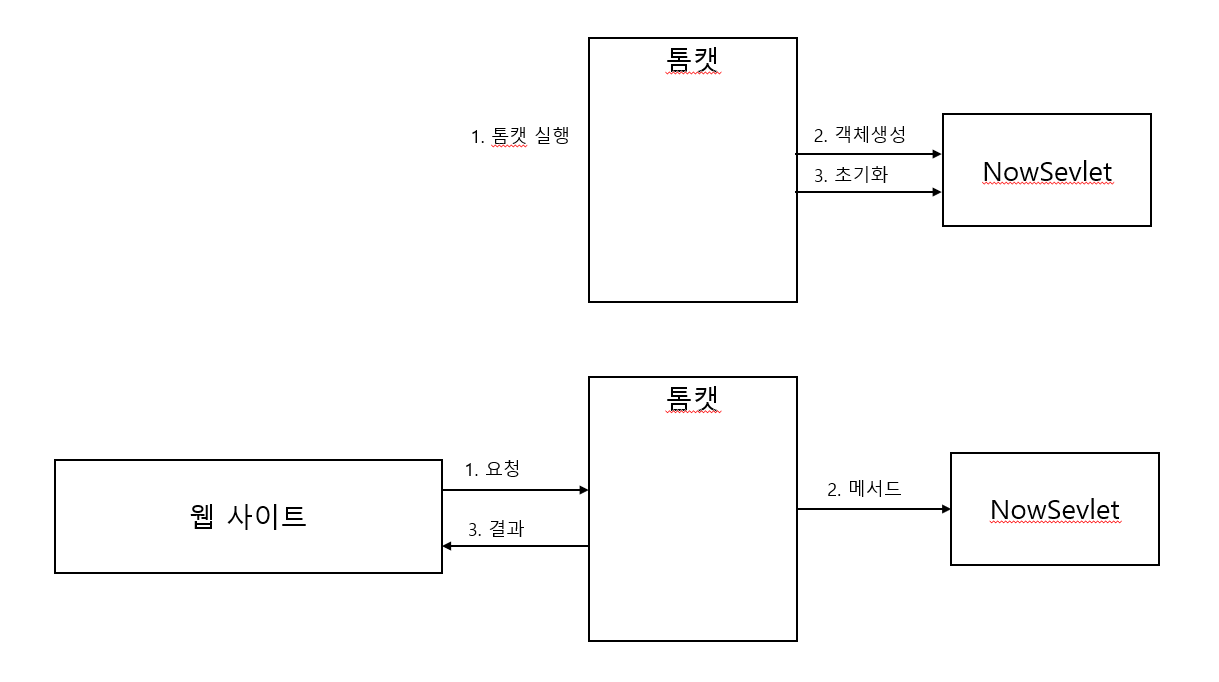 톰캣
1. 톰캣 실행
2. 객체생성
3. 초기화
NowSevlet
톰캣
웹 사이트
1. 요청
3. 결과
2. 메서드
NowSevlet